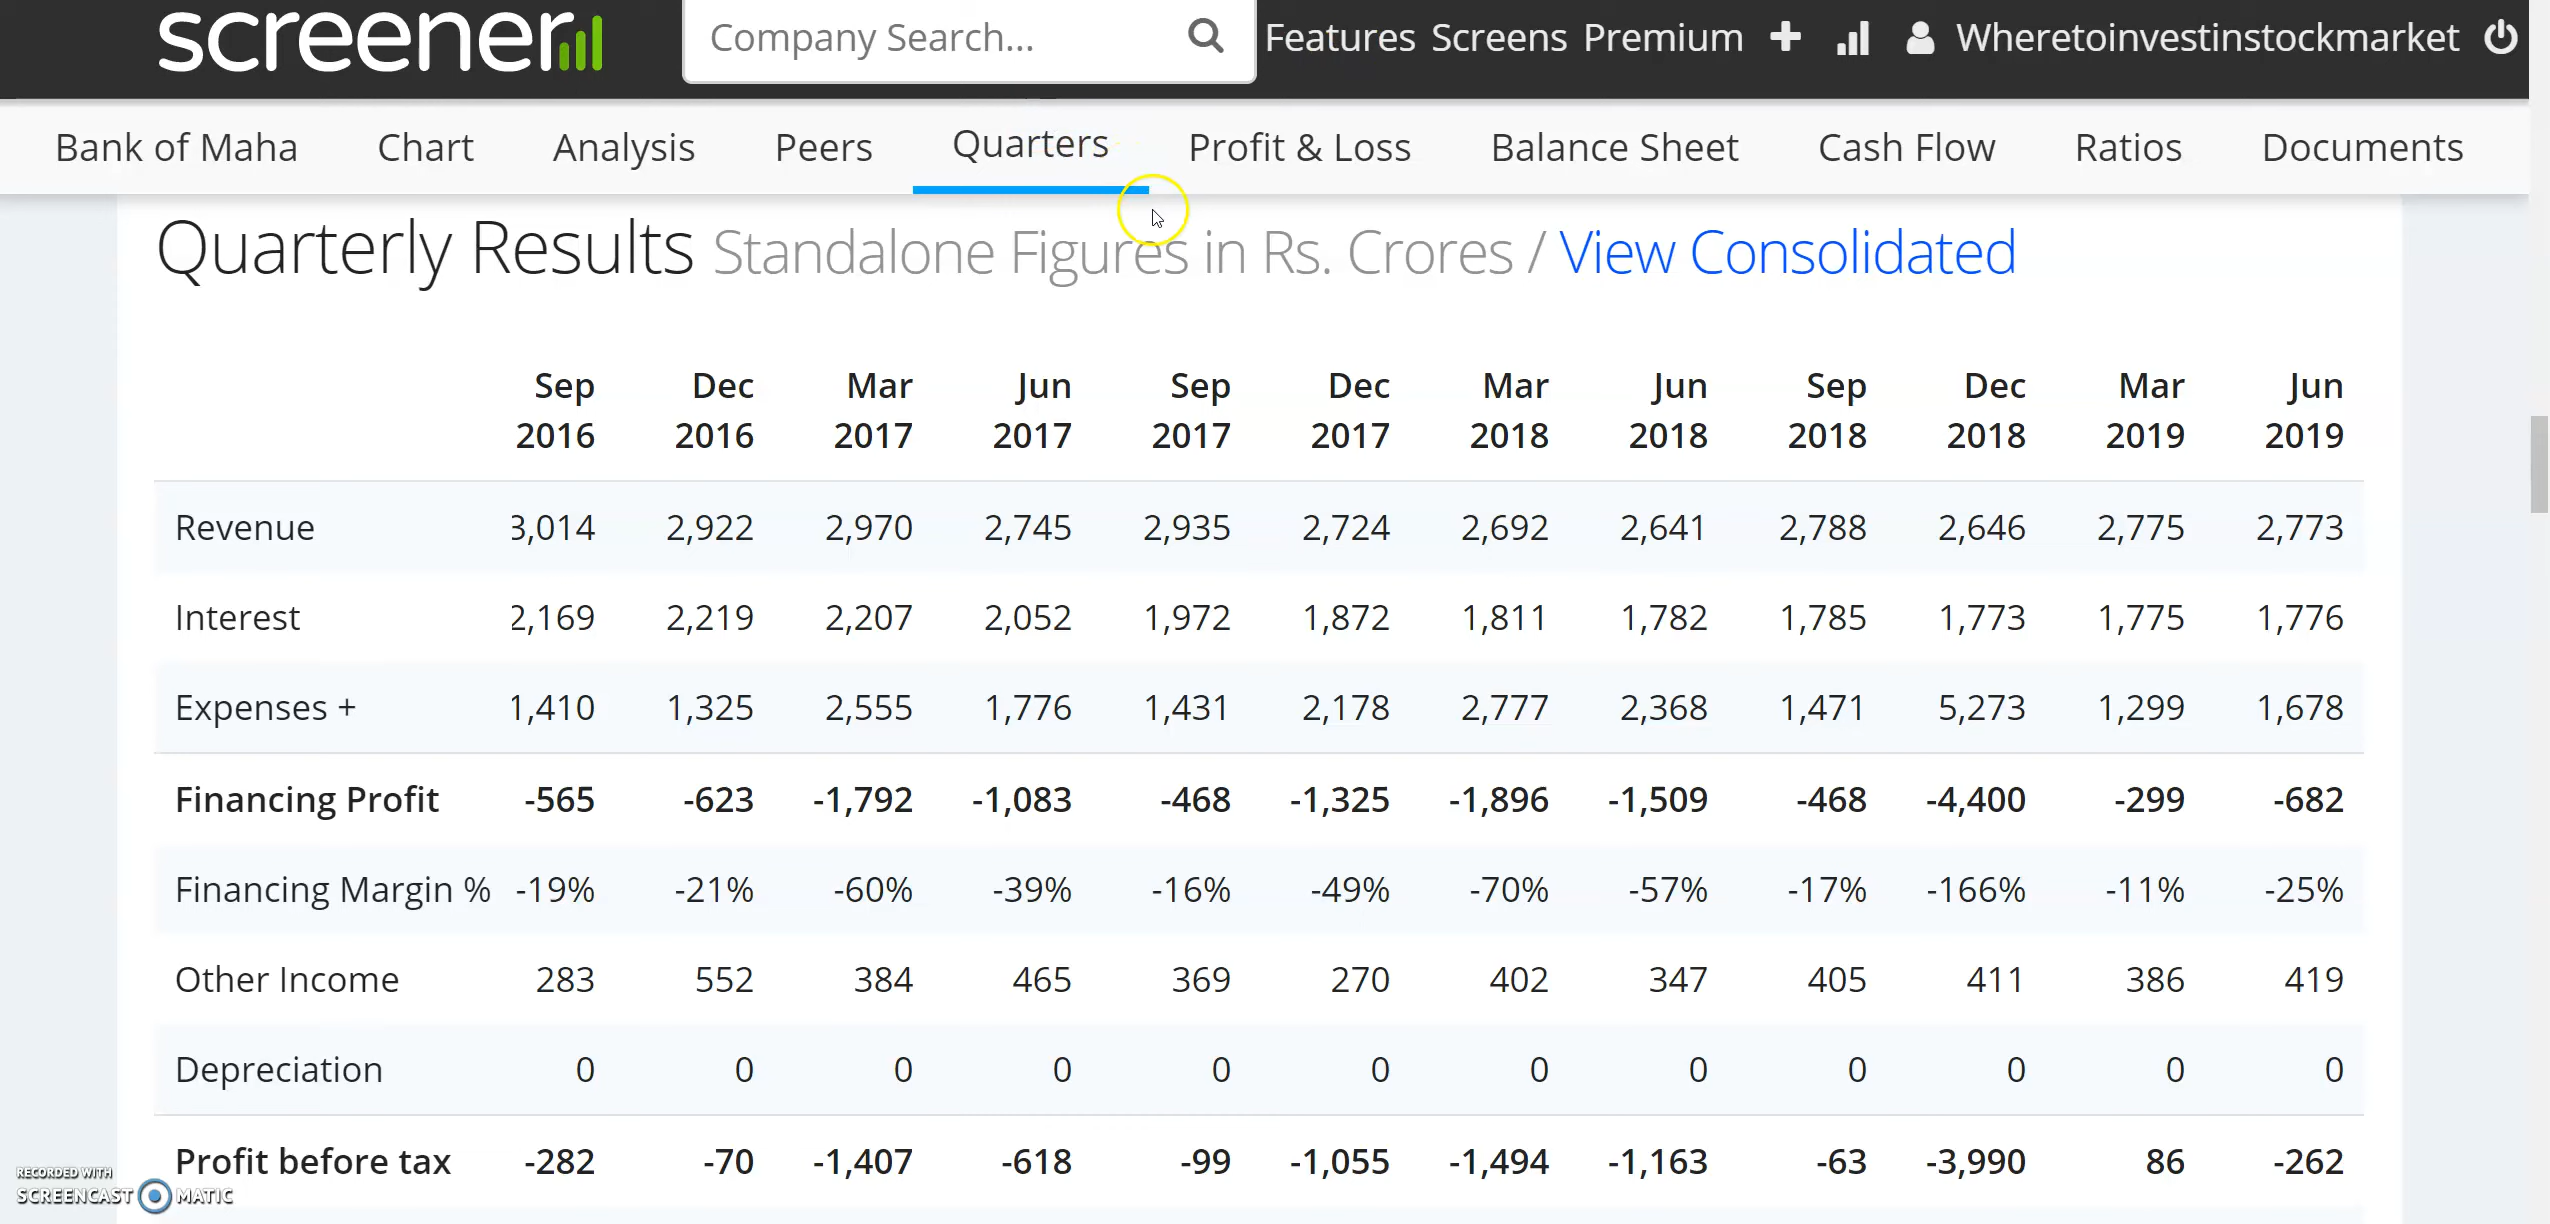 screener
Company Search...
Features Screens Premium Wheretoinvestinstockmarket
Bank of Maha Chart Analysis Peers Quarters Profit & Loss Balance Sheet Cash Flow Ratios Documents
Quarterly Results Standalone Figures in Rs. Crores / View Consolidated
Sep Dec Mar Jun Sep Dec Mar Jun Sep Dec Mar Jun
2016 2016 2017 2017 2017 2017 2018 2018 2018 2018 2019 2019
Revenue 3,014 2,922 2,970 2,745 2,935 2,724 2,692 2,641 2,788 2,646 2,775 2,773
Interest 2,169 2,219 2,207 2,052 1,972 1,872 1,811 1,782 1,785 1,773 1,775 1,776
Expenses + 1,410 1,325 2,555 1,776 1,431 2,178 2,777 2,368 1,471 5,273 1,299 1,678
Financing Profit -565 -623 -1,792 -1,083 -468 -1,325 -1,896 -1,509 -468 -4,400 -299 -682
Financing Margin % -19% -21% -60% -39% -16% -49% -70% -57% -17% -166% -11% -25%
Other Income 283 552 384 465 369 270 402 347 405 411 386 419
Depreciation 0 0 0 0 0 0 0 0 0 0 0 0
Profit before tax -282 -70 -1,407 -618 -99 -1,055 -1,494 -1,163 -63 -3,990 86 -262
RECORDED WITH
SCREENCAST MATIC